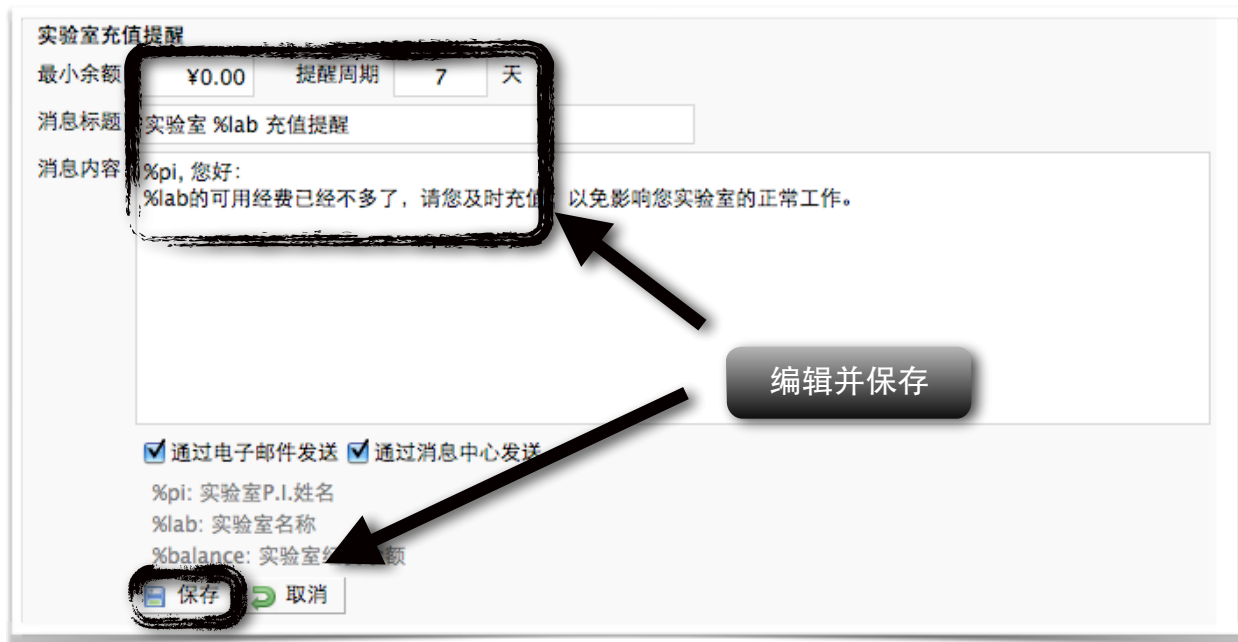 实验室充值提醒
最小余额 ¥0.00 提醒周期 7 天
消息标题 实验室 %lab 充值提醒
消息内容 %pi, 您好:
%lab的可用经费已经不多了，请您及时充值 以免影响您实验室的正常工作。
编辑并保存
通过电子邮件发送 通过消息中心发送
%pi: 实验室P.I.姓名
%lab: 实验室名称
%balance: 实验室 额
保存 取消